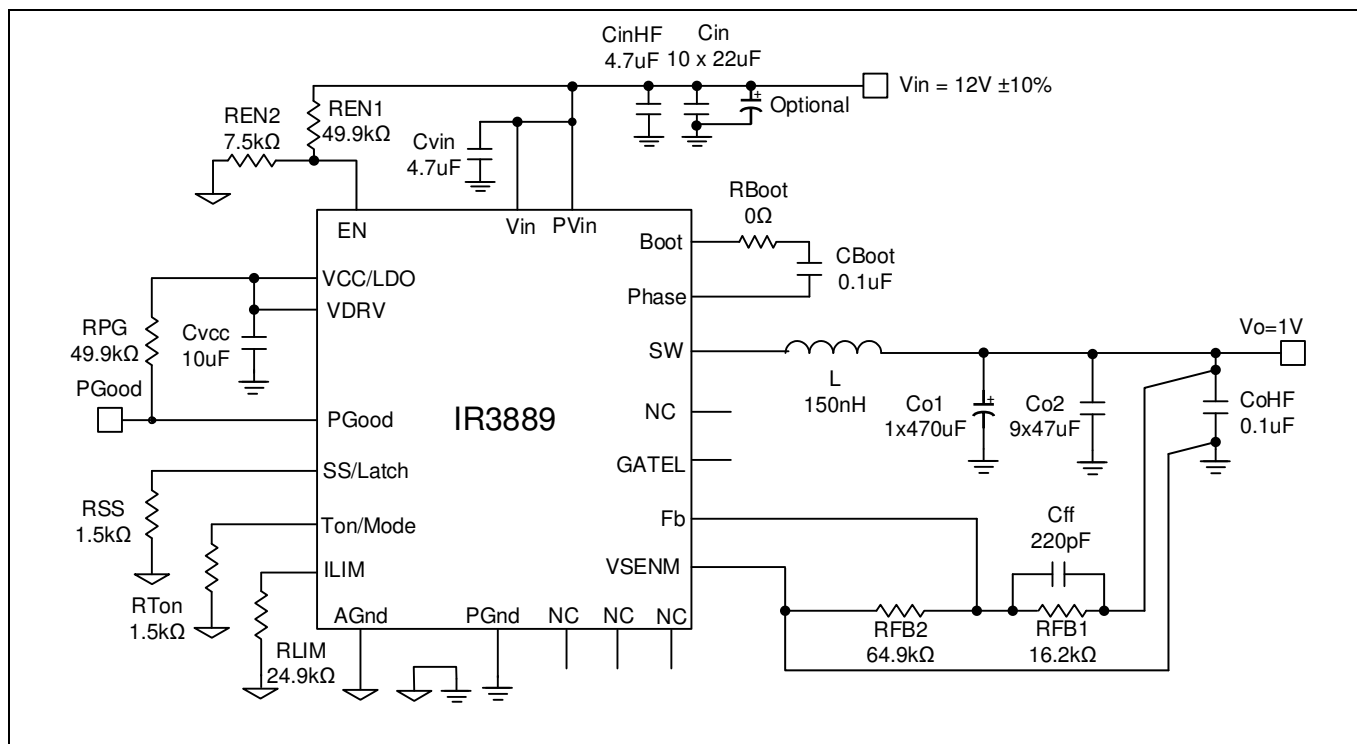 CinHF
4.7uF
Cin
10 x 22uF
Vin = 12V ±10%
Optional
REN2
7.5kΩ
REN1
49.9kΩ
Cvin
4.7uF
RBoot
0Ω
EN
Vin
PVin
Boot
CBoot
0.1uF
VCC/LDO
Phase
VDRV
RPG
49.9kΩ
Cvcc
10uF
Vo=1V
SW
L
150nH
PGood
PGood
IR3889
NC
Co1
1x470uF
Co2
9x47uF
CoHF
0.1uF
SS/Latch
GATEL
RSS
1.5kΩ
Ton/Mode
Fb
Cff
220pF
ILIM
VSENM
RTon
1.5kΩ
AGnd
PGnd
NC
NC
NC
RLIM
24.9kΩ
RFB2
64.9kΩ
RFB1
16.2kΩ
+
+